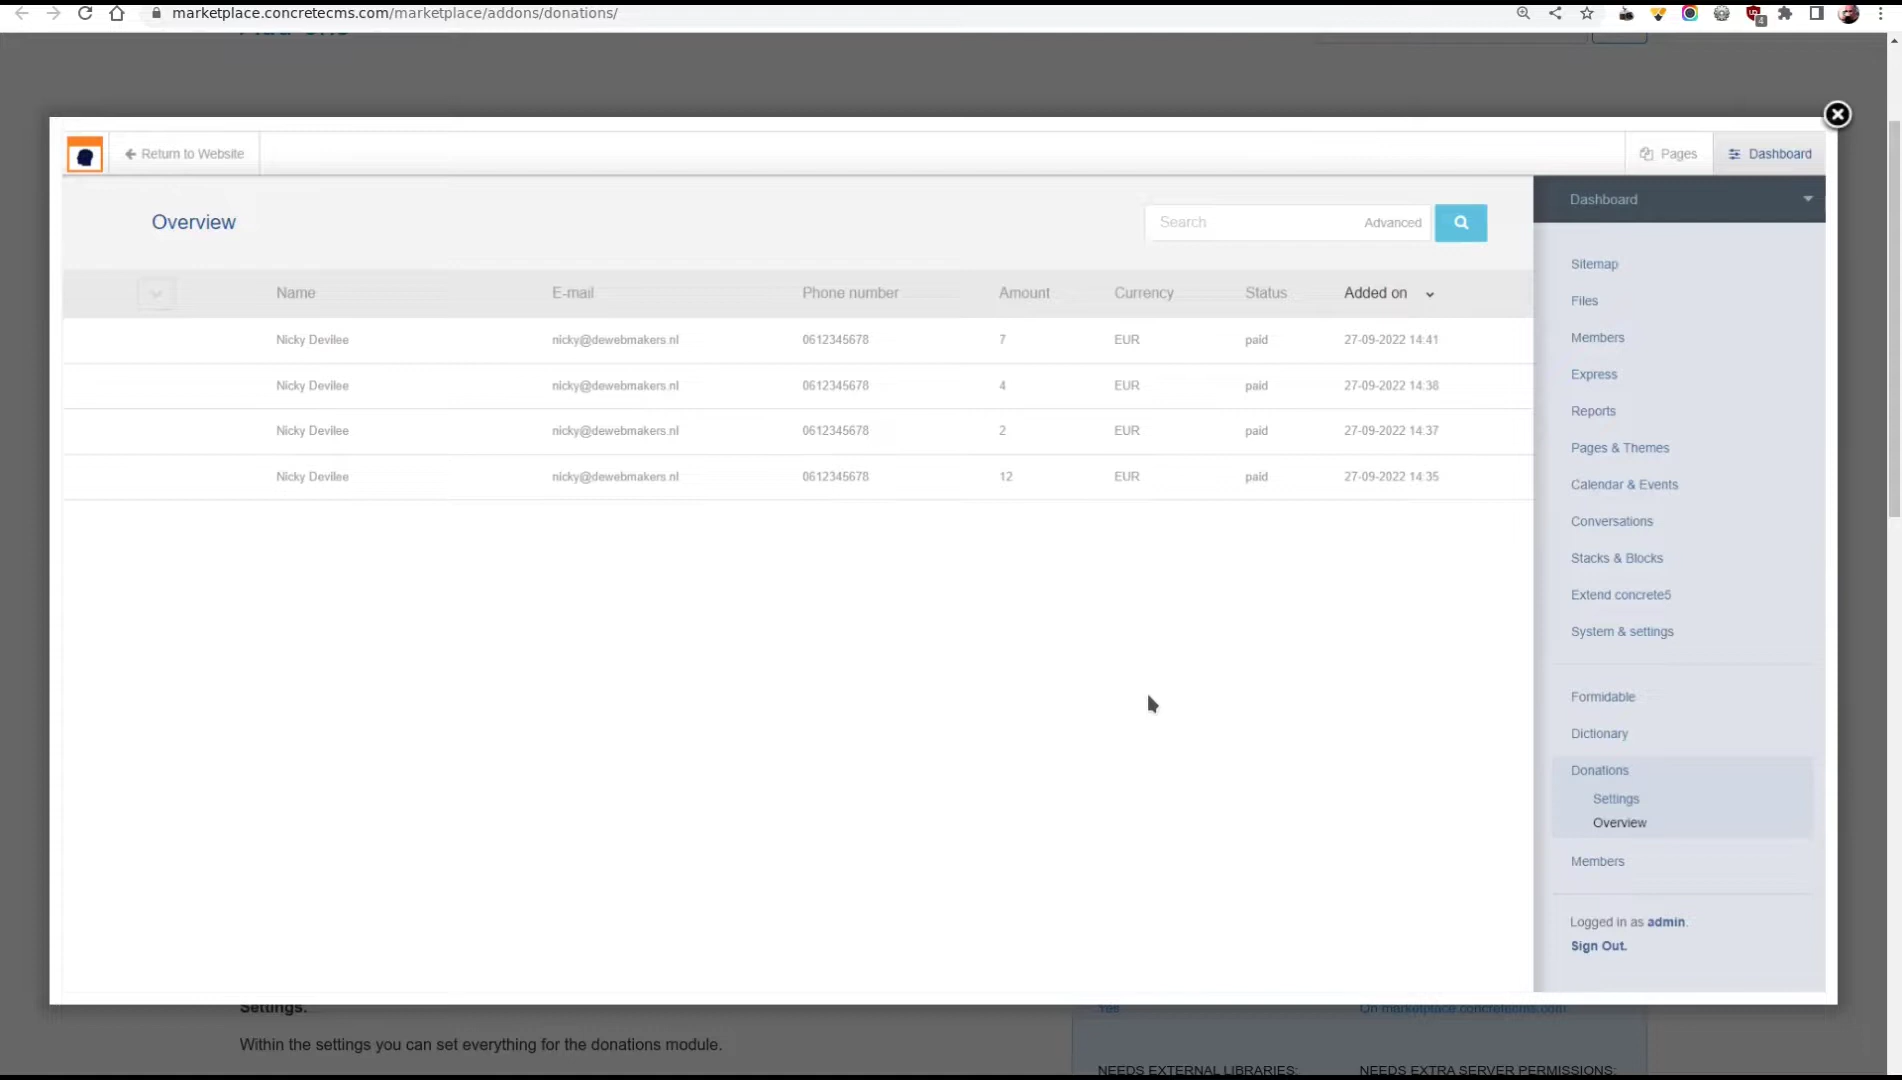 marketplace.concretecms.com/marketplace/addons/donations/
4
Return to Website
Pages
Dashboard
Overview
Search
Advanced
Name E-mail Phone number Amount Currency Status Added on
Nicky Devilee nicky@dewebmakers.nl 0612345678 7 EUR paid 27-09-2022 14:41
Nicky Devilee nicky@dewebmakers.nl 0612345678 4 EUR paid 27-09-2022 14:38
Nicky Devilee nicky@dewebmakers.nl 0612345678 2 EUR paid 27-09-2022 14:37
Nicky Devilee nicky@dewebmakers.nl 0612345678 12 EUR paid 27-09-2022 14:35
Dashboard
Sitemap
Files
Members
Express
Reports
Pages & Themes
Calendar & Events
Conversations
Stacks & Blocks
Extend concrete5
System & settings
Formidable
Dictionary
Donations
Settings
Overview
Members
Logged in as admin.
Sign Out.
Settings:
Within the settings you can set everything for the donations module.
Yes
On marketplace.concretecms.com
NEEDS EXTERNAL LIBRARIES:
NEEDS EXTRA SERVER PERMISSIONS: